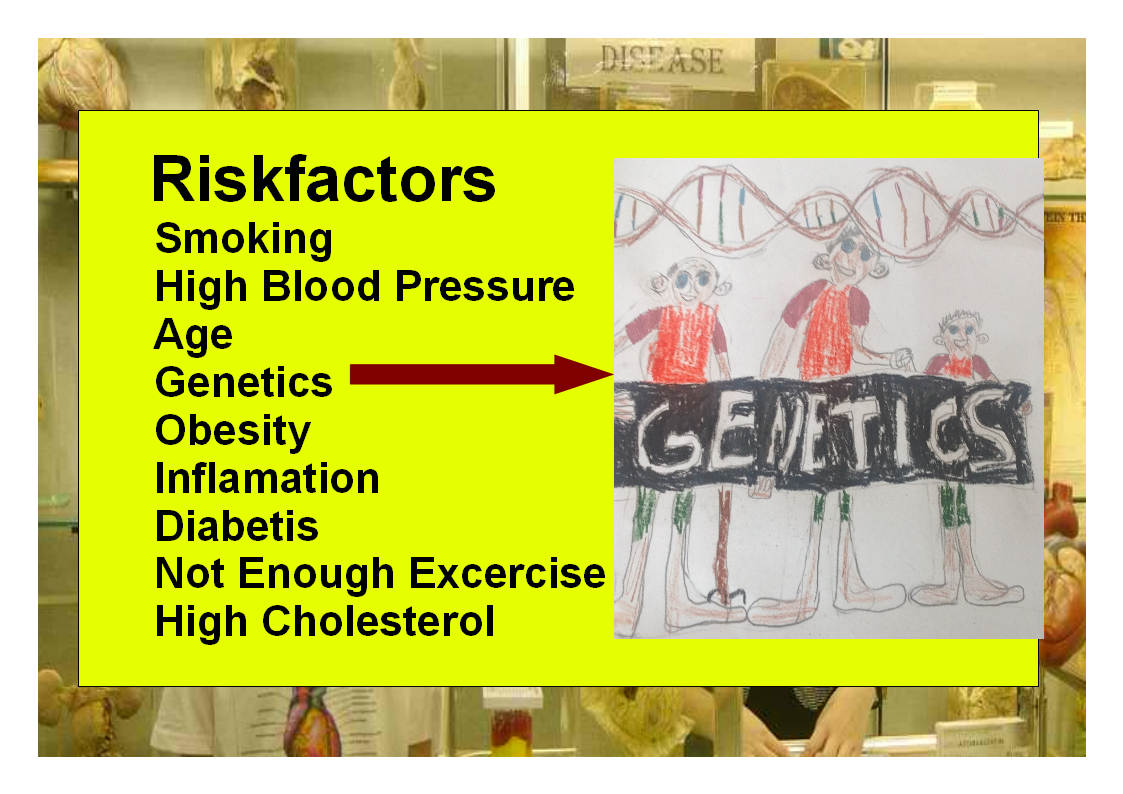 DISEASE
Riskfactors
Smoking
High Blood Pressure
Age
Genetics
Obesity
Inflamation
Diabetis
Not Enough Excercise
High Cholesterol
GENETICS